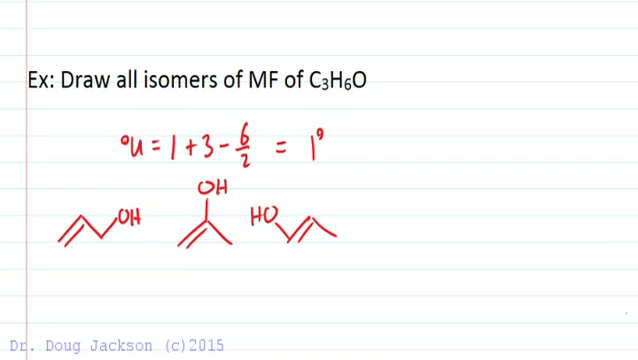 Ex: Draw all isomers of MF of C₃H₆O
°U = 1 + 3 - 6/2 = 1°
OH
OH HO
Dr. Doug Jackson (c)2015